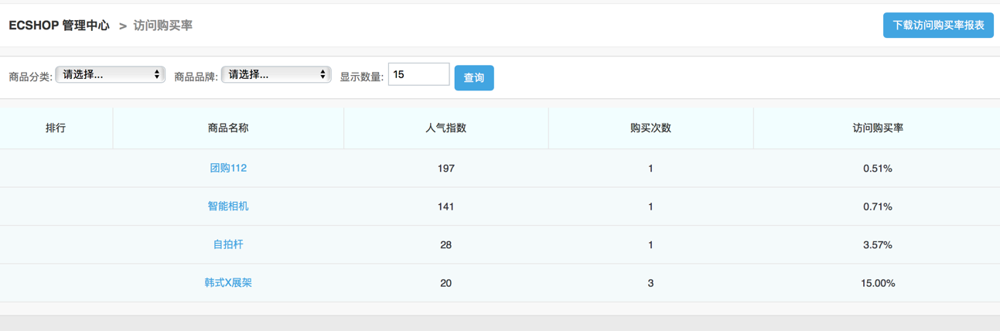 ECSHOP 管理中心 > 访问购买率
下载访问购买率报表
商品分类: 请选择... 商品品牌: 请选择... 显示数量: 15 查询
排行 商品名称 人气指数 购买次数 访问购买率
团购112 197 1 0.51%
智能相机 141 1 0.71%
自拍杆 28 1 3.57%
韩式X展架 20 3 15.00%